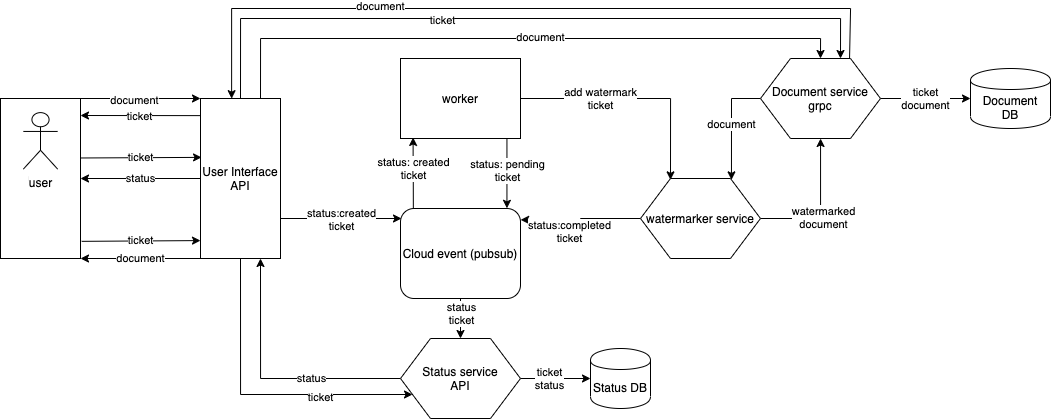 document
ticket
document
document
ticket
user
ticket
status
ticket
document
User Interface
API
worker
add watermark
ticket
Document service
grpc
ticket
document
Document
DB
document
status: created
ticket
status: pending
ticket
status:created
ticket
Cloud event (pubsub)
status:completed
ticket
watermarker service
watermarked
document
status
ticket
Status service
API
status
ticket
ticket
status
Status DB